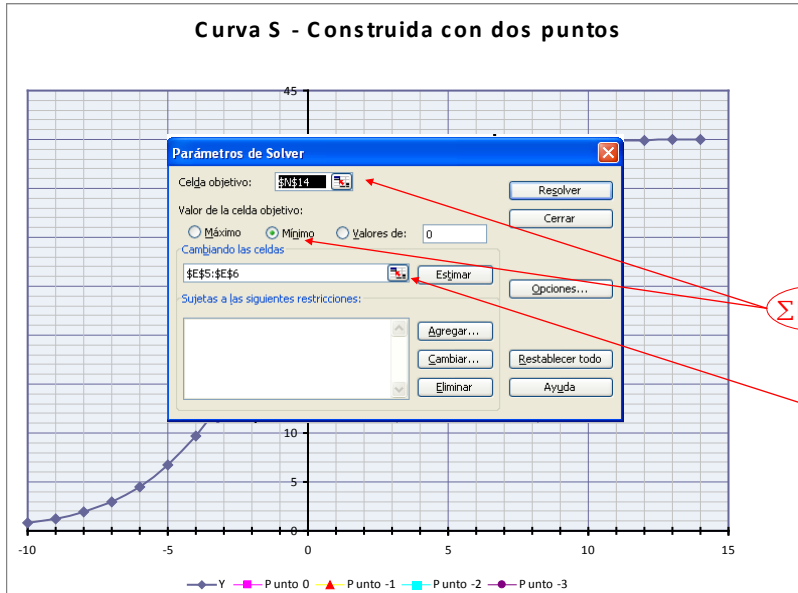 Curva S - Construida con dos puntos
45
Parámetros de Solver
Celda objetivo: $N$14
Resolver
Valor de la celda objetivo:
Cerrar
Máximo Mínimo Valores de: 0
Cambiando las celdas
$E$5:$E$6 Estimar
Opciones...
Sujetas a las siguientes restricciones:
Σ
Agregar...
Cambiar... Restablecer todo
Eliminar Ayuda
10
5
0
-10 -5 0 5 10 15
Y Punto 0 Punto -1 Punto -2 Punto -3